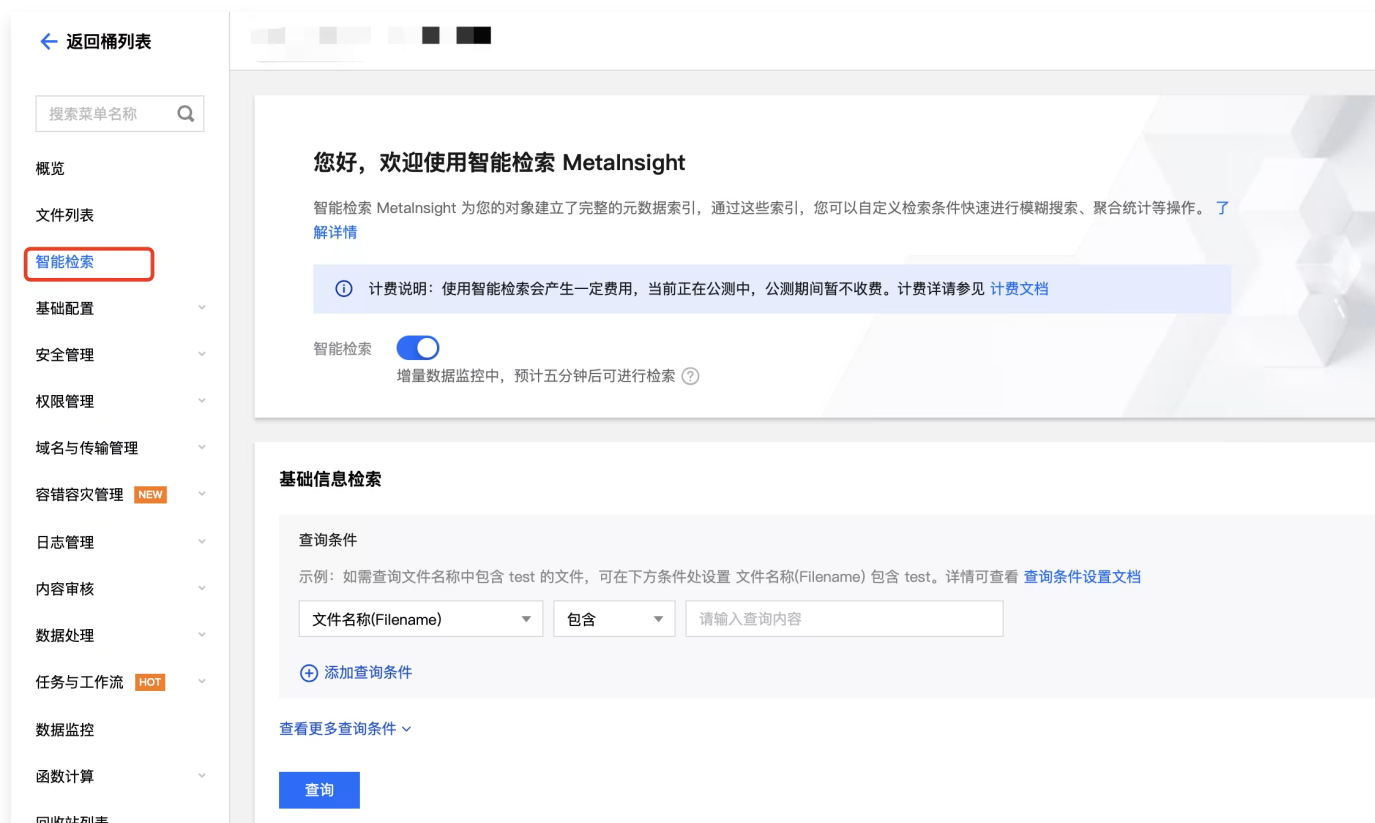 返回桶列表
搜索菜单名称
概览
文件列表
智能检索
基础配置
安全管理
权限管理
域名与传输管理
容错容灾管理 NEW
日志管理
内容审核
数据处理
任务与工作流 HOT
数据监控
函数计算
回收站列表
您好，欢迎使用智能检索 MetaInsight
智能检索 MetaInsight 为您的对象建立了完整的元数据索引，通过这些索引，您可以自定义检索条件快速进行模糊搜索、聚合统计等操作。 了
解详情
计费说明：使用智能检索会产生一定费用，当前正在公测中，公测期间暂不收费。计费详请参见 计费文档
智能检索
增量数据监控中，预计五分钟后可进行检索
基础信息检索
查询条件
示例：如需查询文件名称中包含 test 的文件，可在下方条件处设置 文件名称(Filename) 包含 test。详情可查看 查询条件设置文档
文件名称(Filename) 包含 请输入查询内容
添加查询条件
查看更多查询条件
查询